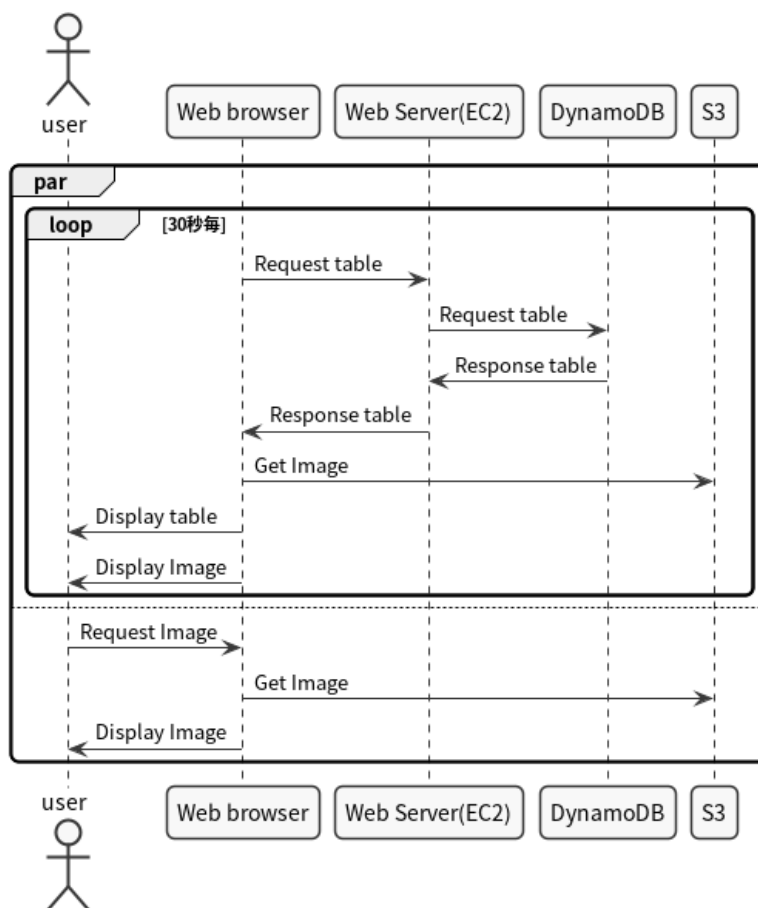 user
Web browser
Web Server(EC2)
DynamoDB
S3
par
loop
[30秒毎]
Request table
Request table
Response table
Response table
Get Image
Display table
Display Image
Request Image
Get Image
Display Image
user
Web browser
Web Server(EC2)
DynamoDB
S3